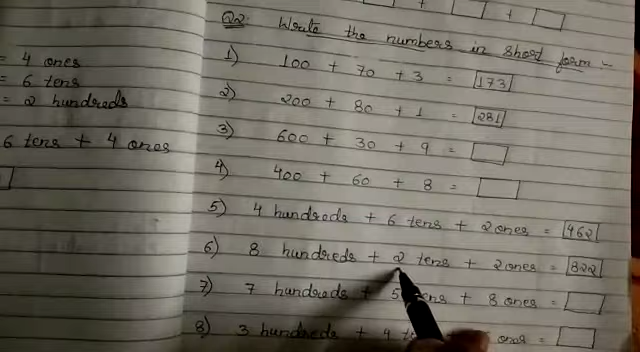 = 4 ones
= 6 tens
= 2 hundreds
6 tens + 4 ones
+ +
Q2. Write the numbers in short form -
1) 100 + 70 + 3 = 173
2) 200 + 80 + 1 = 281
3) 600 + 30 + 9 =
4) 400 + 60 + 8 =
5) 4 hundreds + 6 tens + 2 ones = 462
6) 8 hundreds + 2 tens + 2 ones = 822
7) 7 hundreds + 5 tens + 8 ones =
8) 3 hundreds + ones =